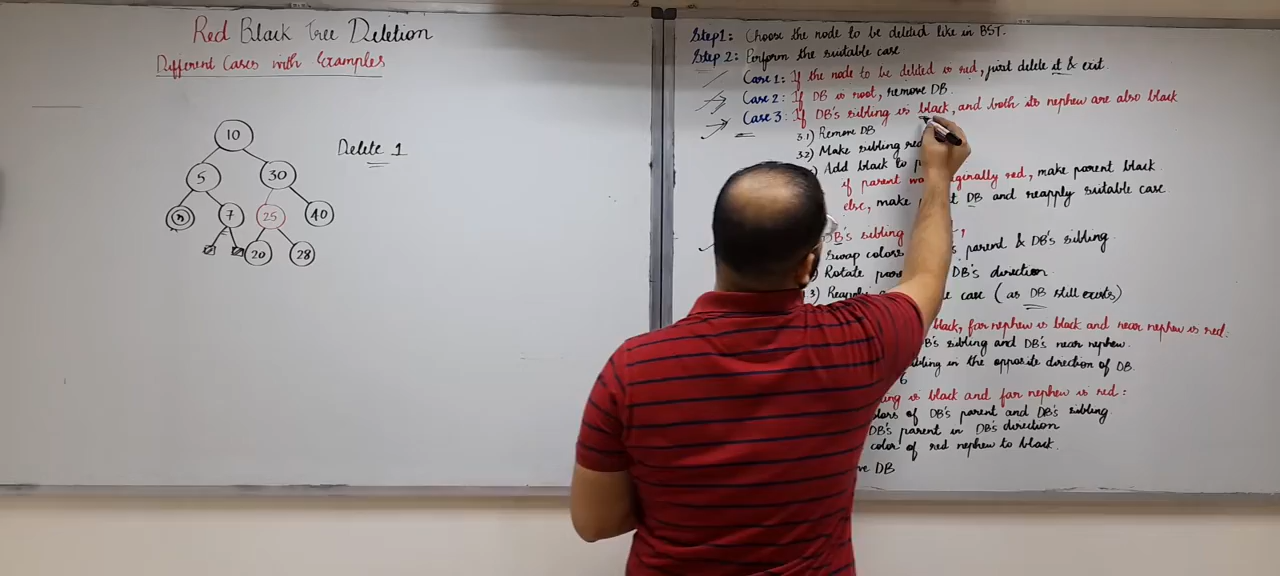 Red Black Tree Deletion
Different Cases with Examples
Delete 1
10
5
30
7
25
40
20
28
Step1: Choose the node to be deleted like in BST.
Step 2: Perform the suitable case
Case 1: If the node to be deleted is red, just delete it & exit.
Case 2: If DB is root, remove DB.
Case 3: If DB's sibling is black, and both its nephew are also black
3.1) Remove DB
3.2) Make sibling red
Add black to
if parent originally red, make parent black.
else, make DB and reapply suitable case
DB's sibling
Swap colors parent & DB's sibling
Rotate DB's direction
case (as DB still exists)
black, far nephew is black and near nephew is red.
DB's sibling and DB's near nephew.
sibling in the opposite direction of DB
6
is black and far nephew is red:
colors of DB's parent and DB's sibling
DB's parent in DB's direction
color of red nephew to black.
DB